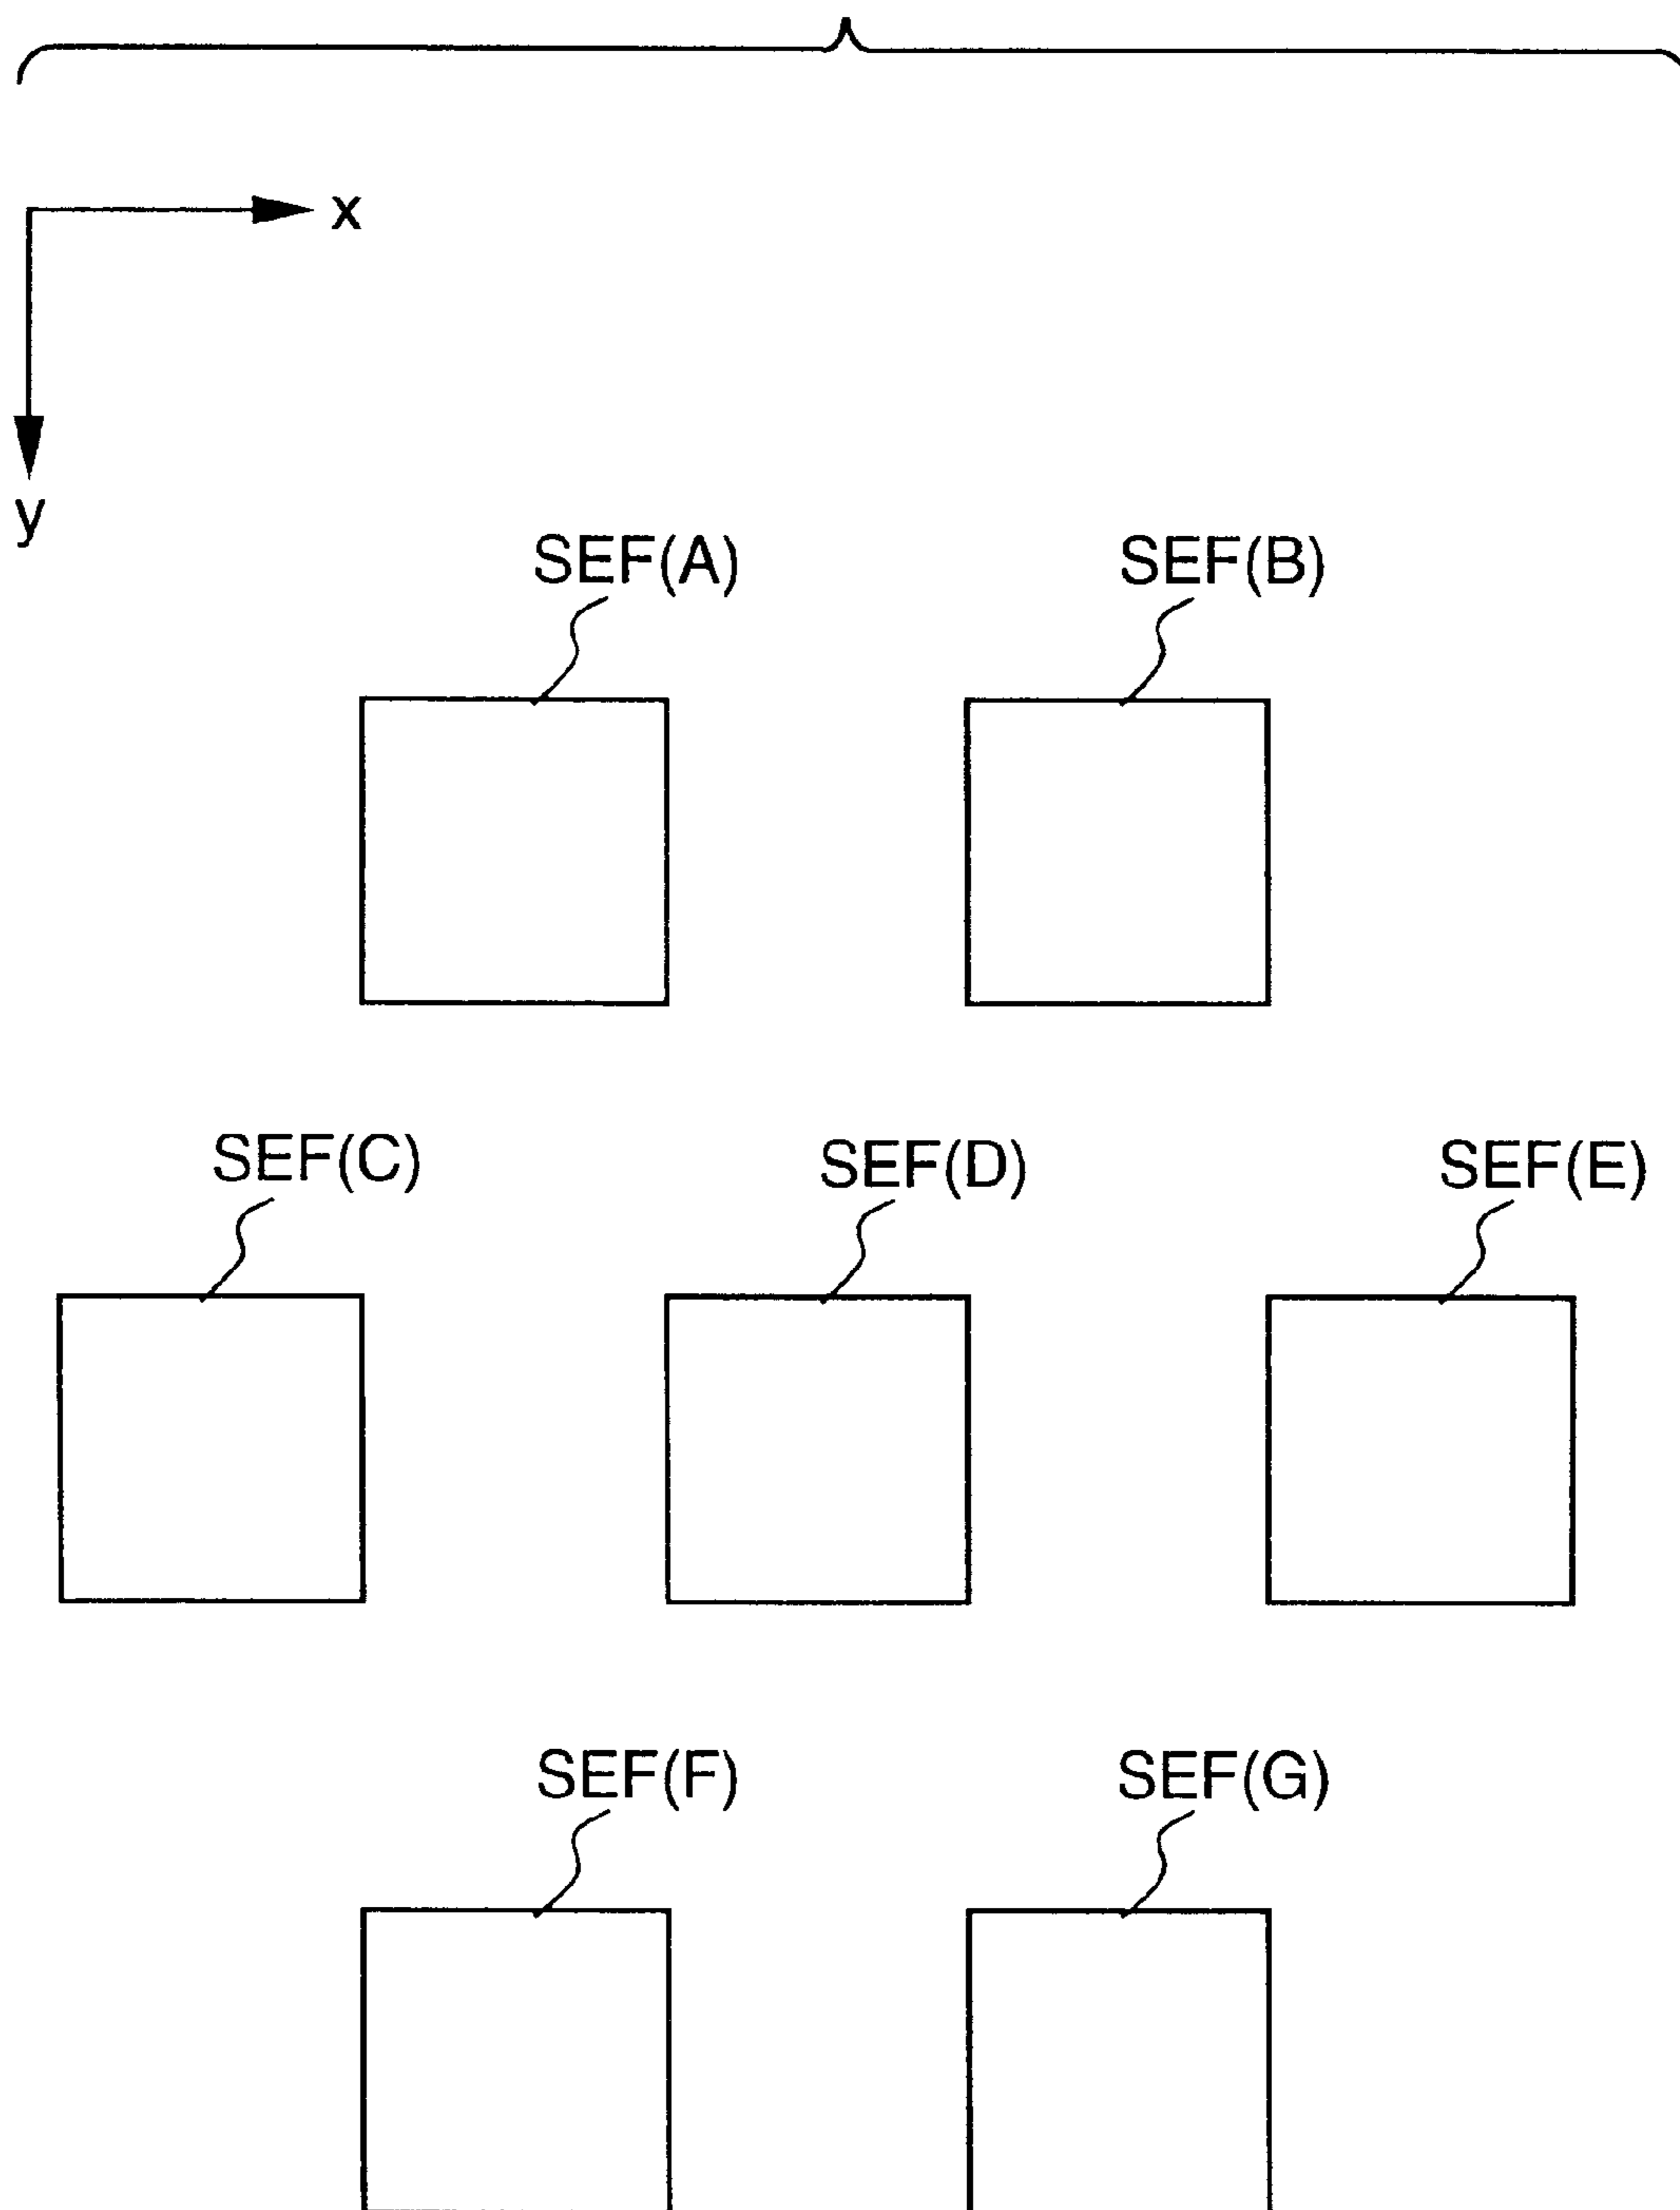 x
y
SEF(A) SEF(B)
SEF(C) SEF(D) SEF(E)
SEF(F) SEF(G)